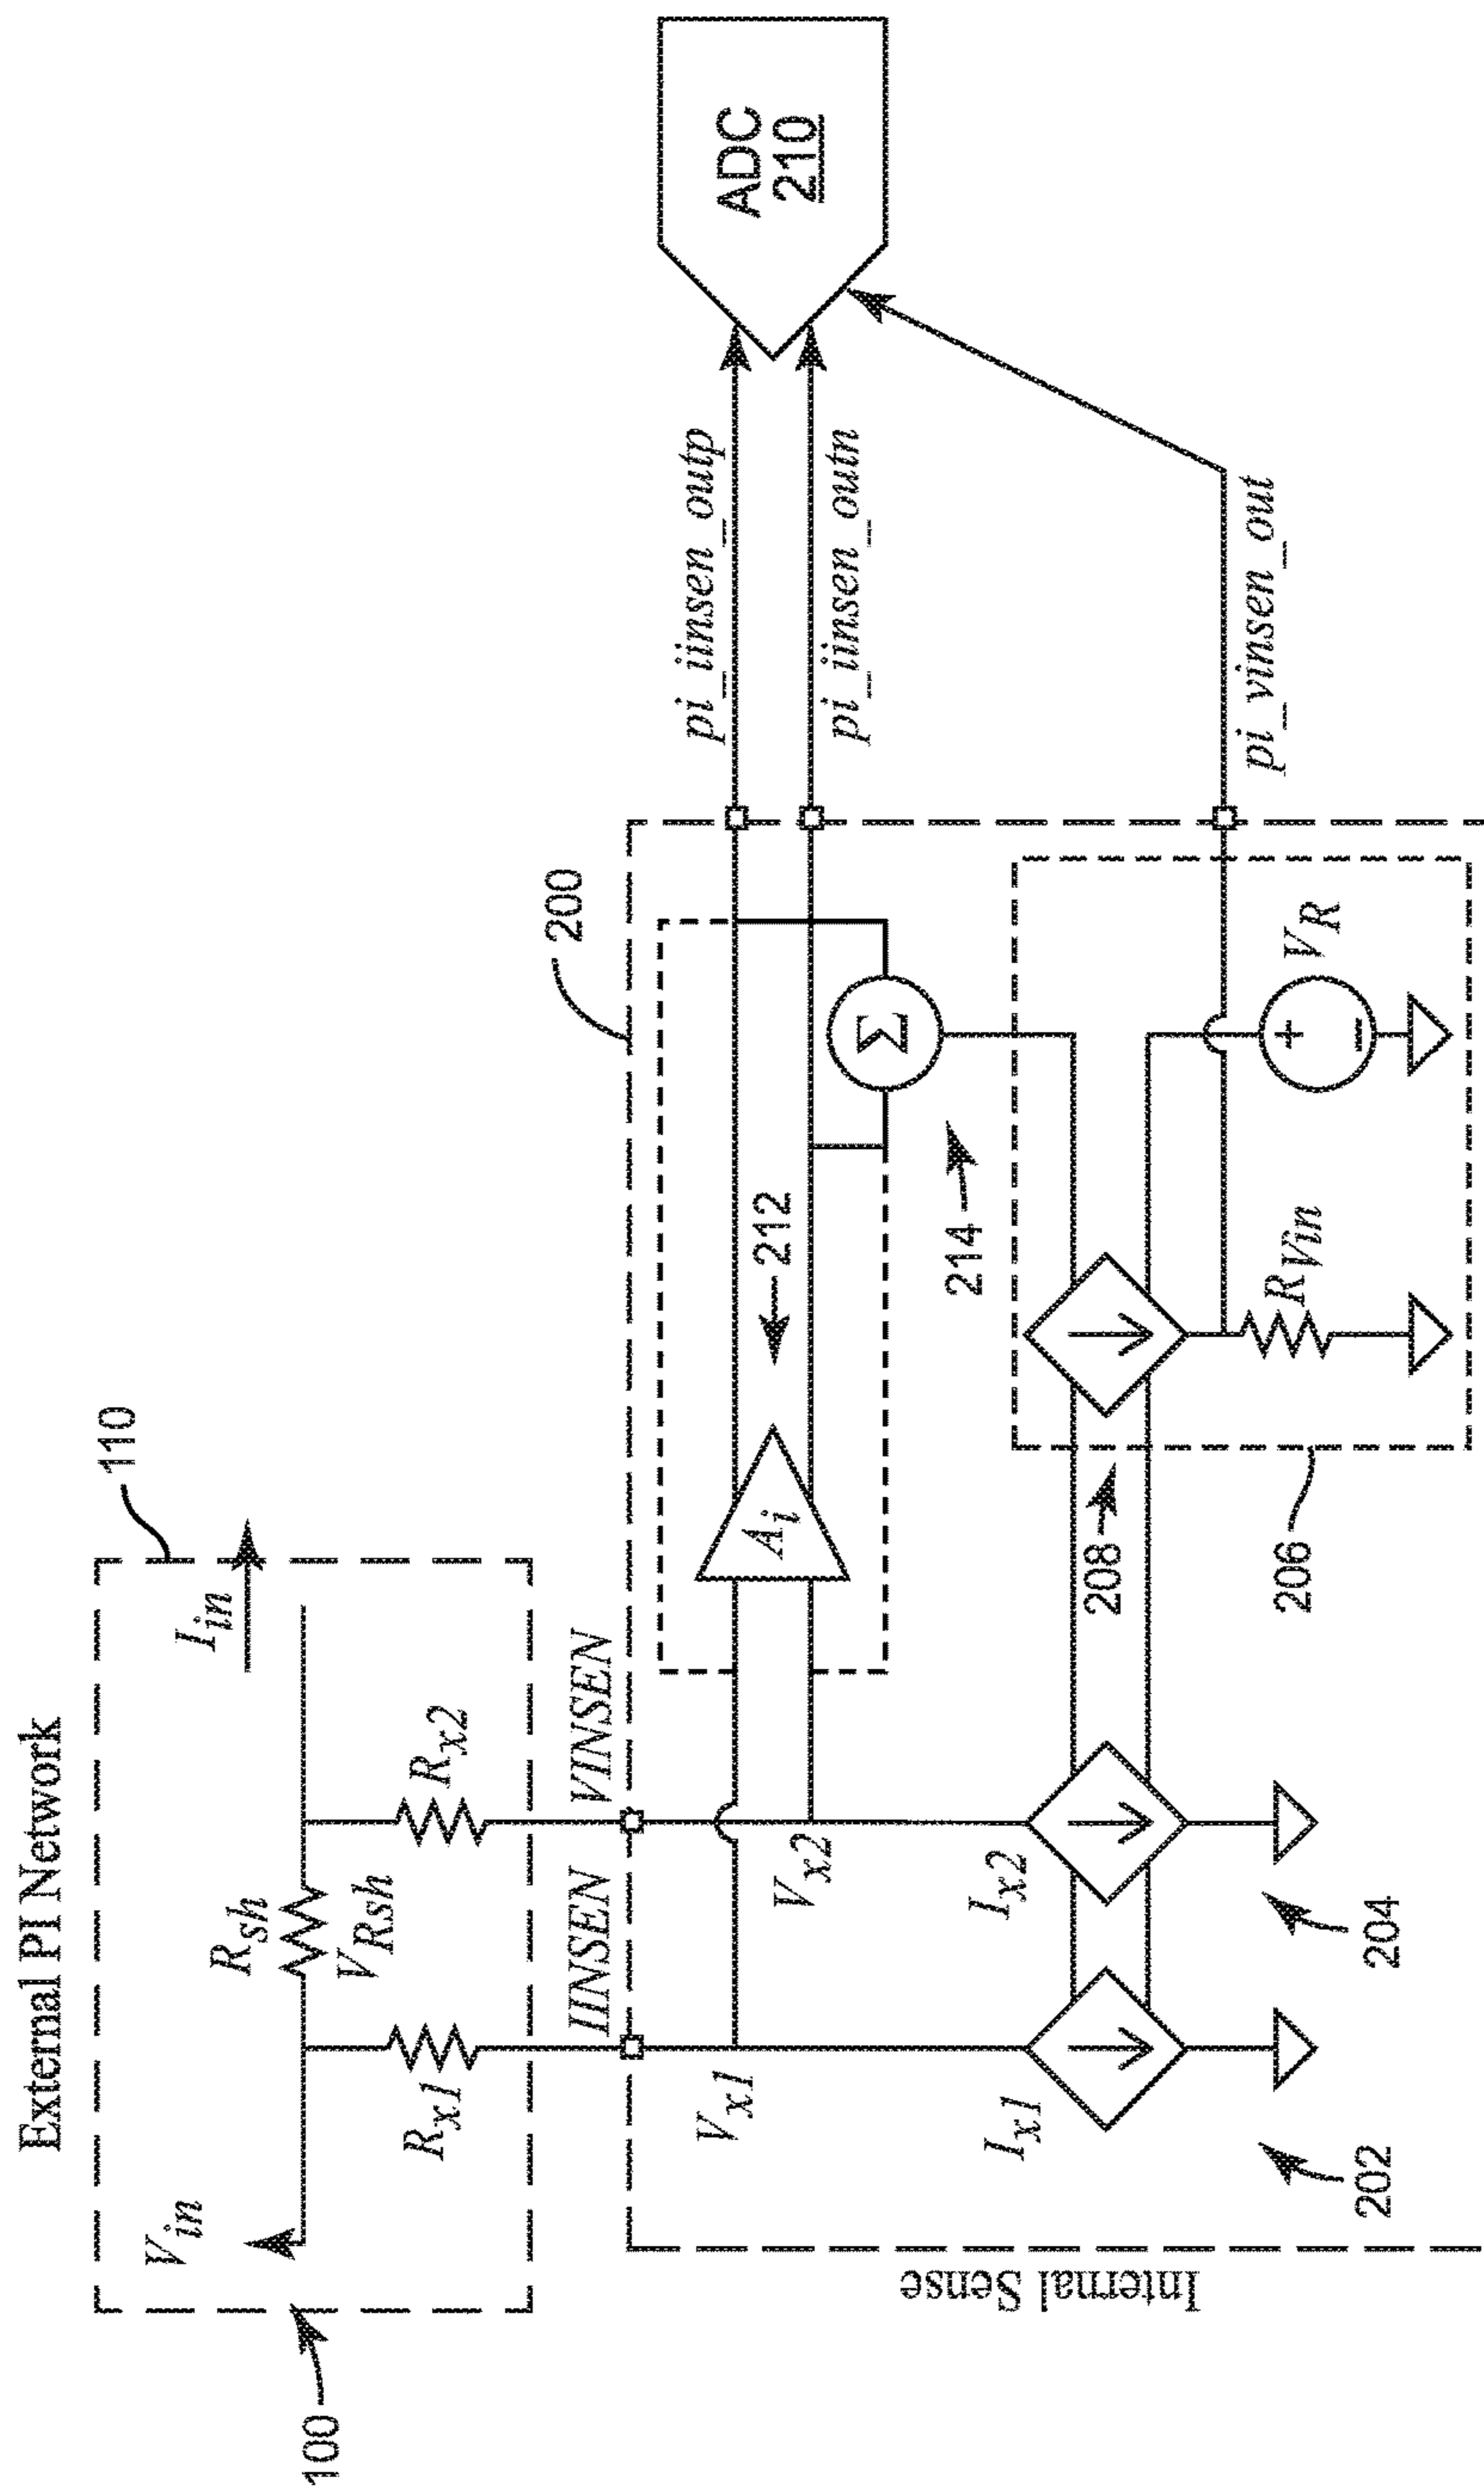 External PI Network
100
110
V_in
I_in
R_sh
V_Rsh
R_x1
R_x2
IINSEN
VINSEN
200
Internal Sense
V_x1
V_x2
A_i
212
Σ
214
pi_iinsen_outp
pi_iinsen_outn
ADC
210
I_x1
I_x2
208
202
204
206
R_Vin
+
−
V_R
pi_vinsen_out